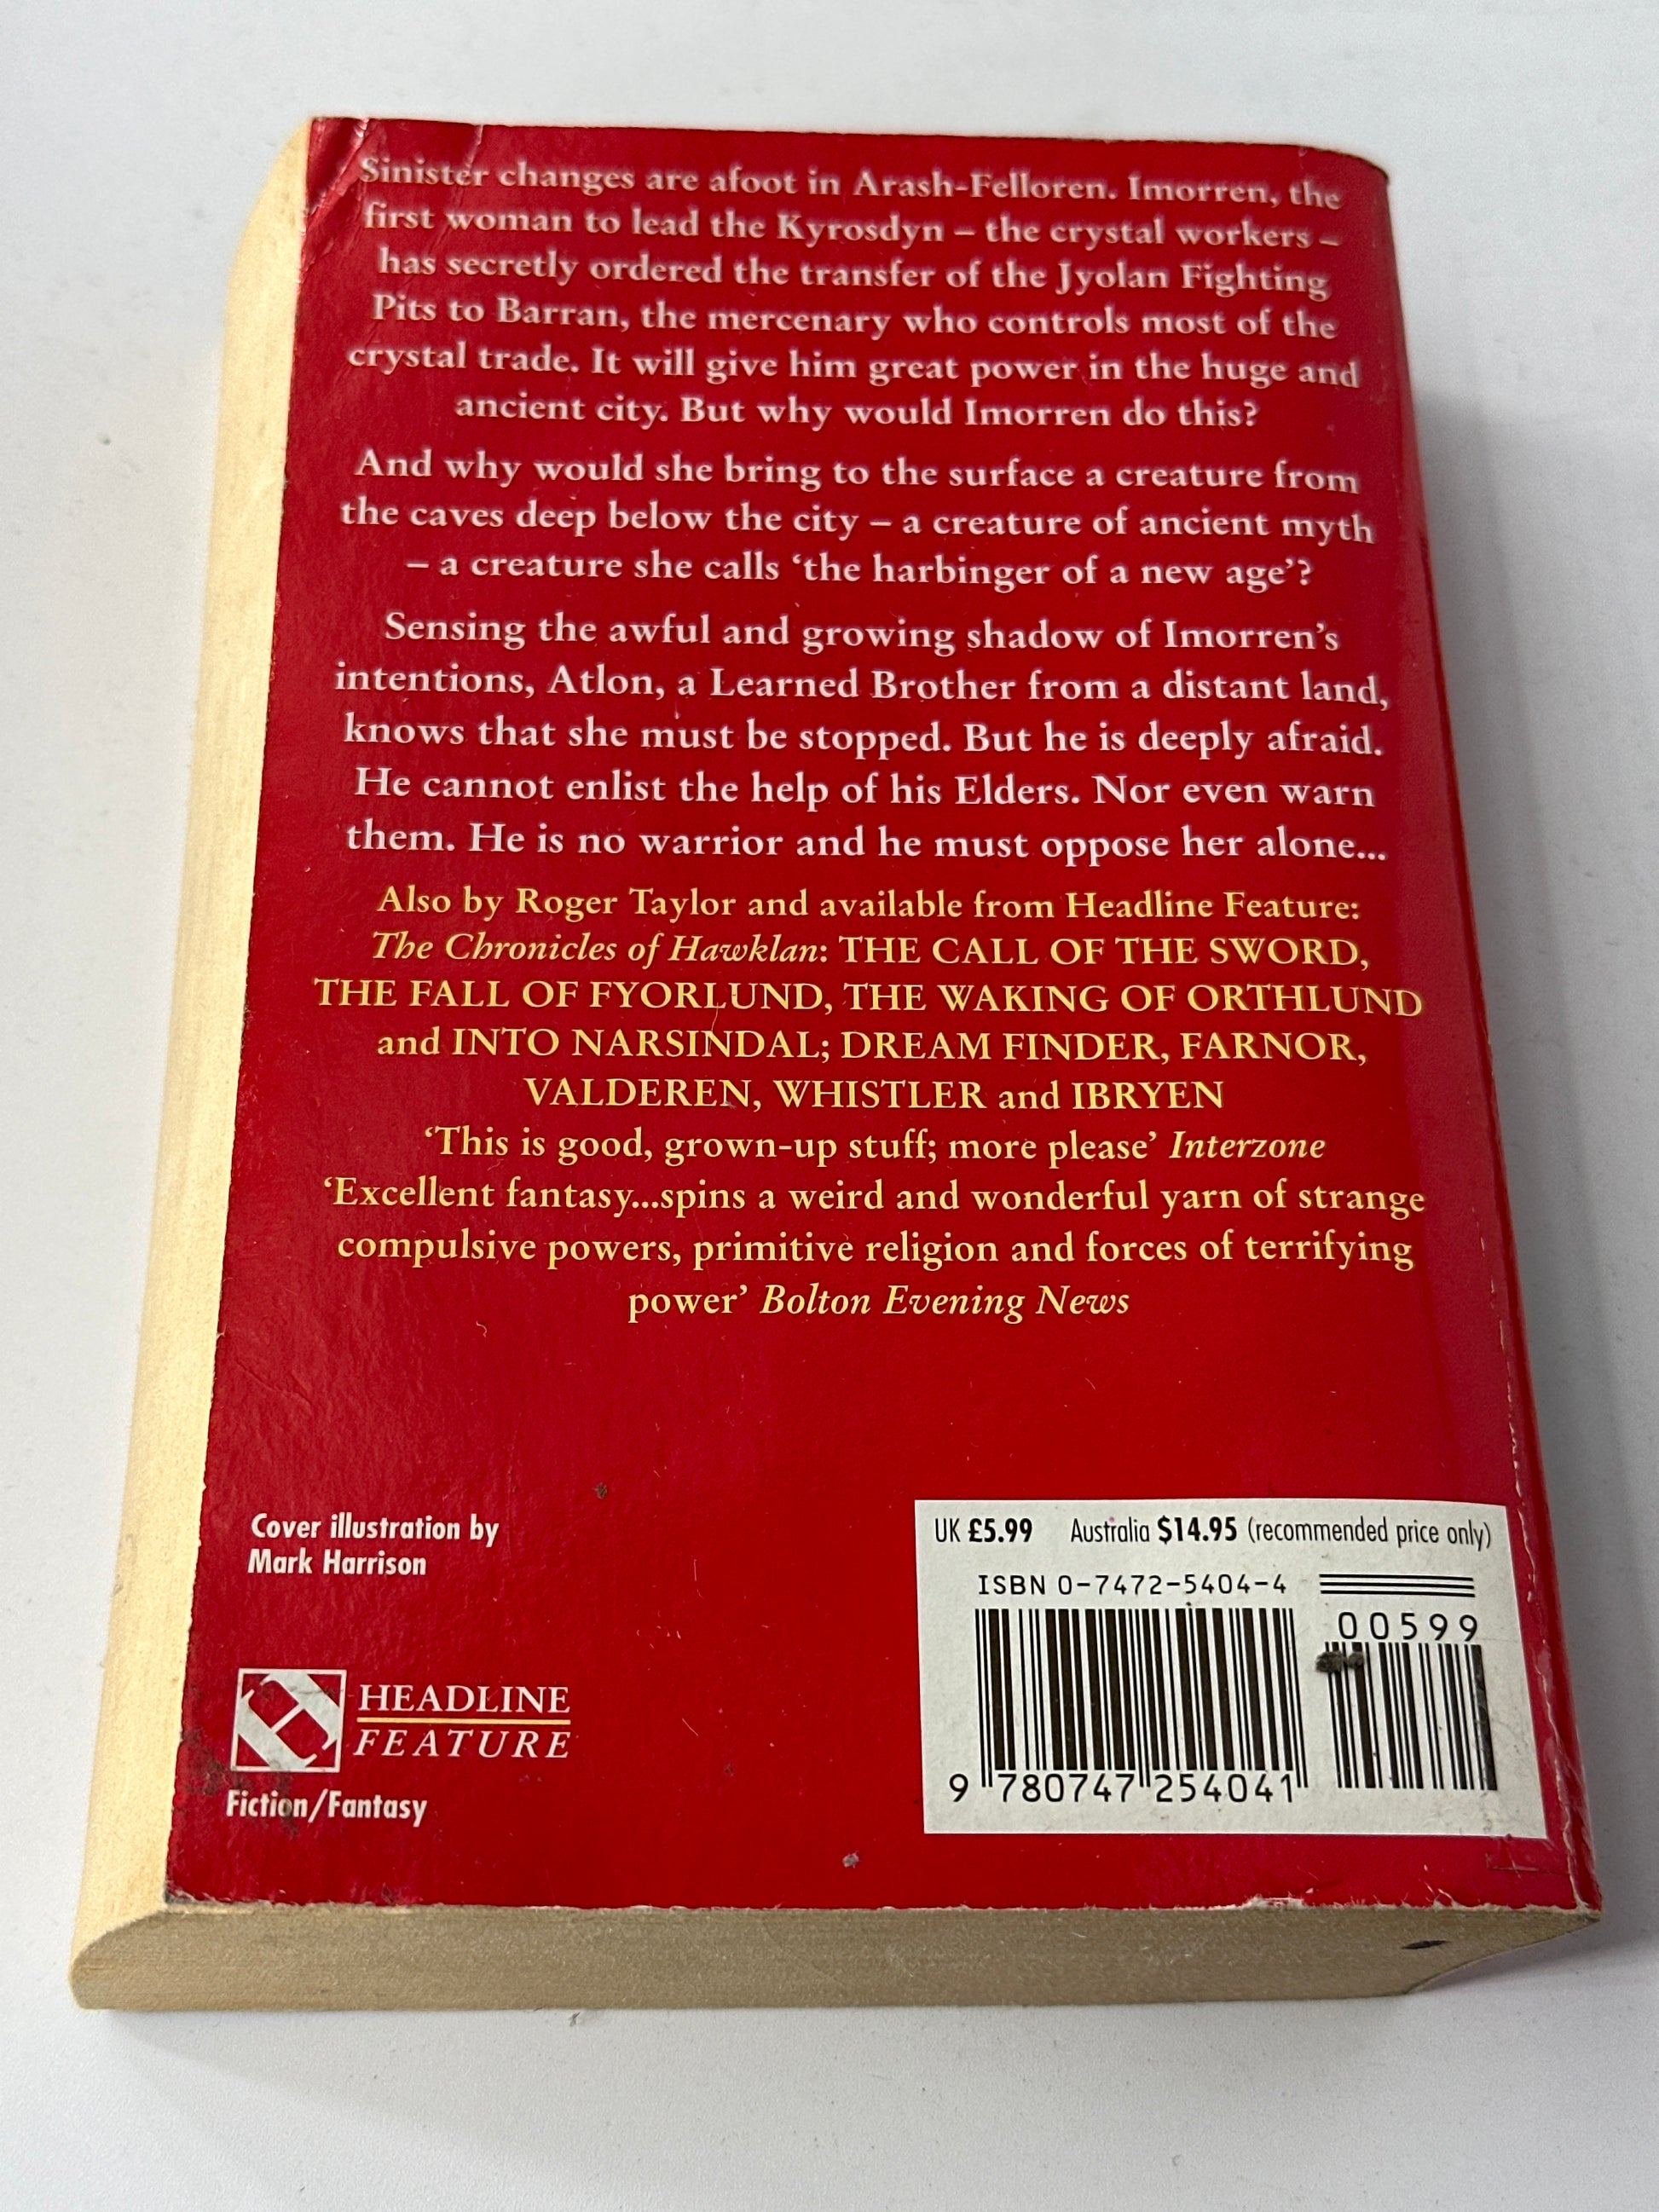 Sinister changes are afoot in Arash-Felloren. Imorren, the
first woman to lead the Kyrosdyn – the crystal workers –
has secretly ordered the transfer of the Jyolan Fighting
Pits to Barran, the mercenary who controls most of the
crystal trade. It will give him great power in the huge and
ancient city. But why would Imorren do this?
And why would she bring to the surface a creature from
the caves deep below the city – a creature of ancient myth
– a creature she calls ‘the harbinger of a new age’?
Sensing the awful and growing shadow of Imorren’s
intentions, Atlon, a Learned Brother from a distant land,
knows that she must be stopped. But he is deeply afraid.
He cannot enlist the help of his Elders. Nor even warn
them. He is no warrior and he must oppose her alone...
Also by Roger Taylor and available from Headline Feature:
The Chronicles of Hawklan: THE CALL OF THE SWORD,
THE FALL OF FYORLUND, THE WAKING OF ORTHLUND
and INTO NARSINDAL; DREAM FINDER, FARNOR,
VALDEREN, WHISTLER and IBRYEN
‘This is good, grown-up stuff; more please’ Interzone
‘Excellent fantasy...spins a weird and wonderful yarn of strange
compulsive powers, primitive religion and forces of terrifying
power’ Bolton Evening News
Cover illustration by
Mark Harrison
HEADLINE
FEATURE
Fiction/Fantasy
UK £5.99 Australia $14.95 (recommended price only)
ISBN 0-7472-5404-4
00599
9 780747 254041